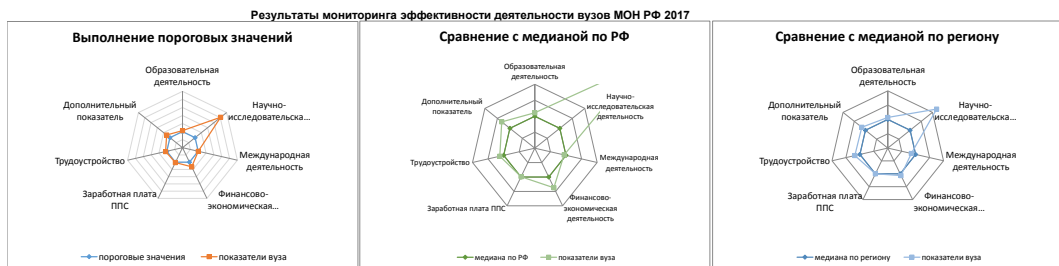 Результаты мониторинга эффективности деятельности вузов МОН РФ 2017
Выполнение пороговых значений
Образовательная
деятельность
Дополнительный
показатель
Научно-
исследовательска...
Трудоустройство
Международная
деятельность
Заработная плата
ППС
Финансово-
экономическая...
пороговые значения
показатели вуза
Сравнение с медианой по РФ
Образовательная
деятельность
Дополнительный
показатель
Научно-
исследовательская
деятельность
Трудоустройство
Международная
деятельность
Заработная плата ППС
Финансово-
экономическая
деятельность
медиана по РФ
показатели вуза
Сравнение с медианой по региону
Образовательная
деятельность
Дополнительный
показатель
Научно-
исследовательска...
Трудоустройство
Международная
деятельность
Заработная плата
ППС
Финансово-
экономическая...
медиана по региону
показатели вуза